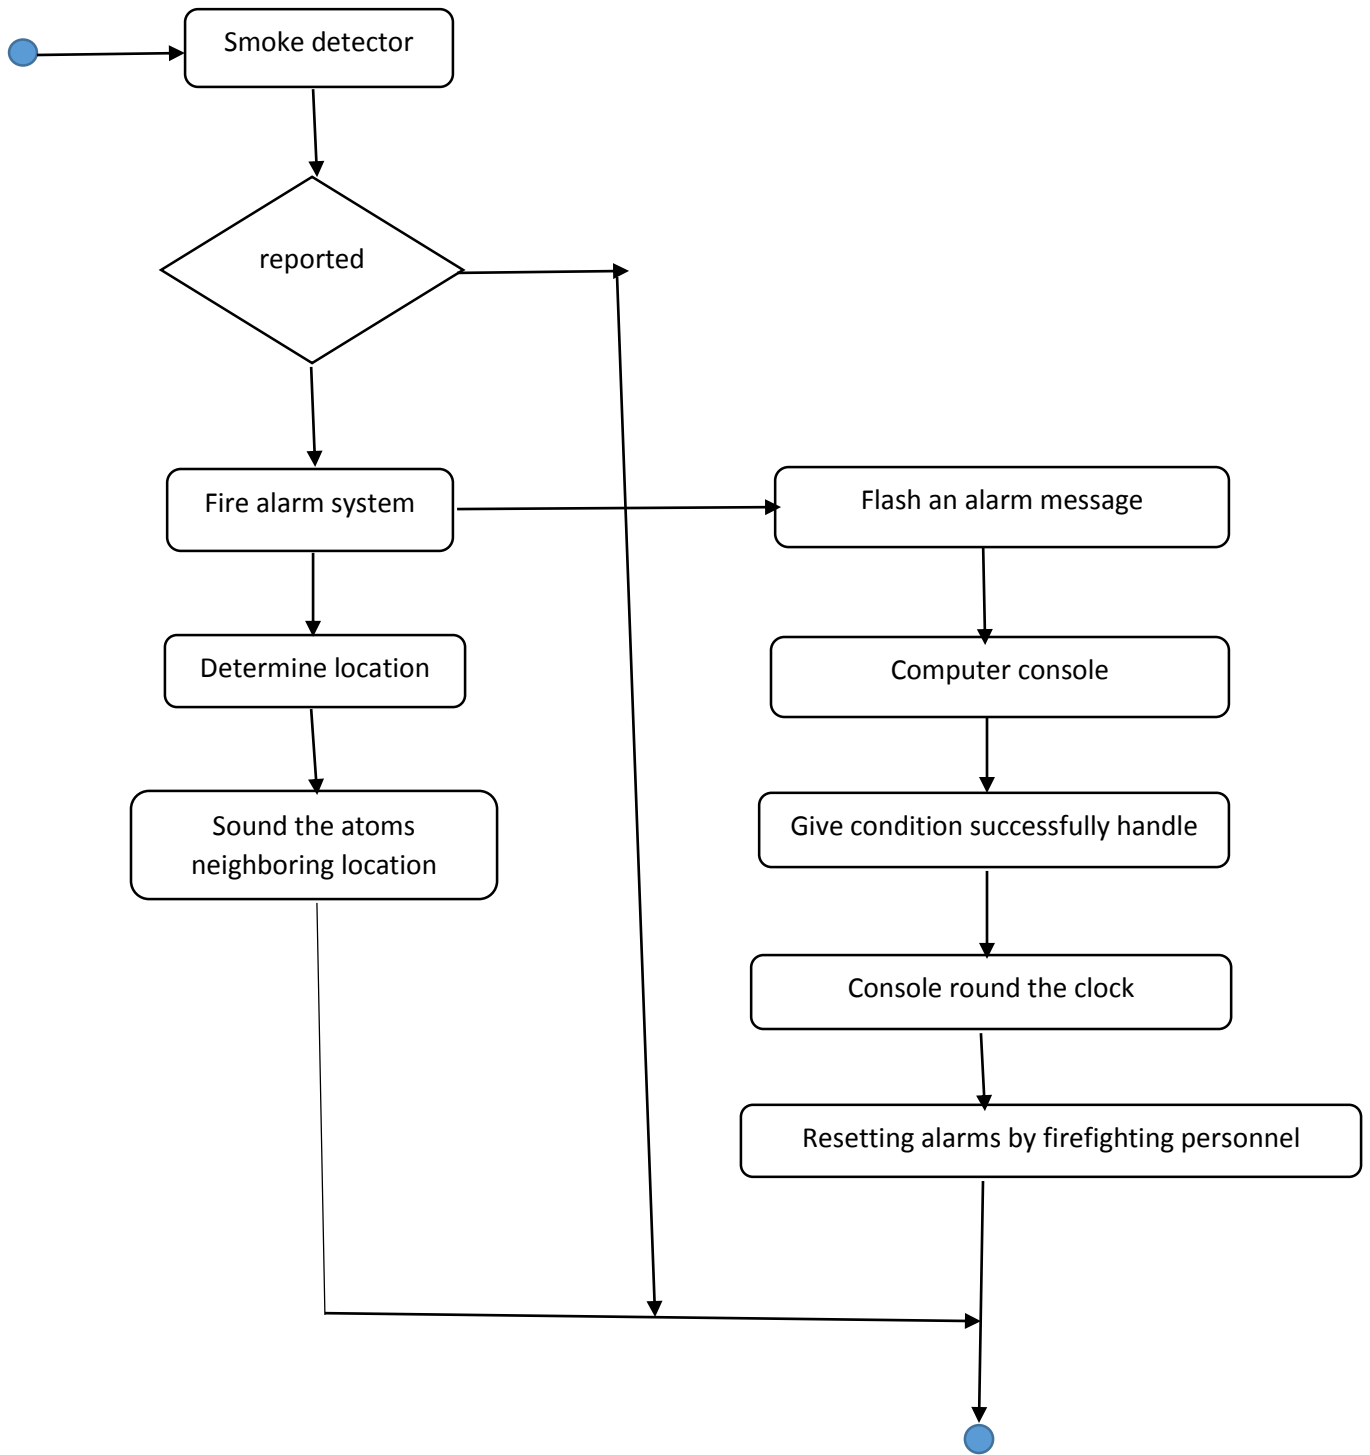 Smoke detector
reported
Fire alarm system
Flash an alarm message
Determine location
Computer console
Sound the atoms
neighboring location
Give condition successfully handle
Console round the clock
Resetting alarms by firefighting personnel